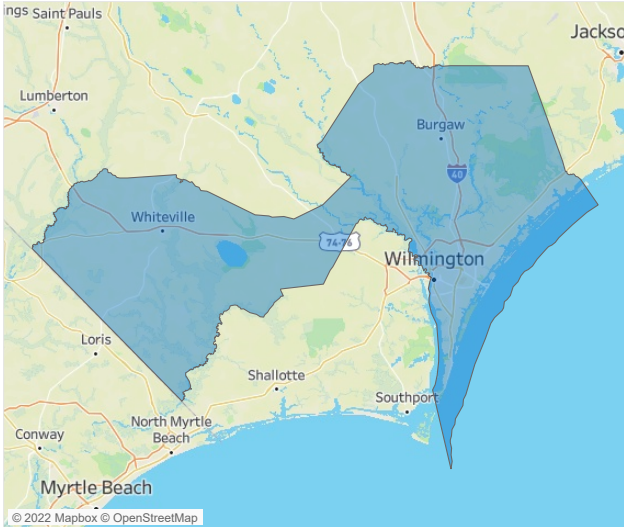 ings
Saint Pauls
Jackso
Lumberton
Burgaw
40
Whiteville
74-76
Wilmington
Loris
Shallotte
Southport
North Myrtle
Beach
Conway
Myrtle Beach
© 2022 Mapbox © OpenStreetMap